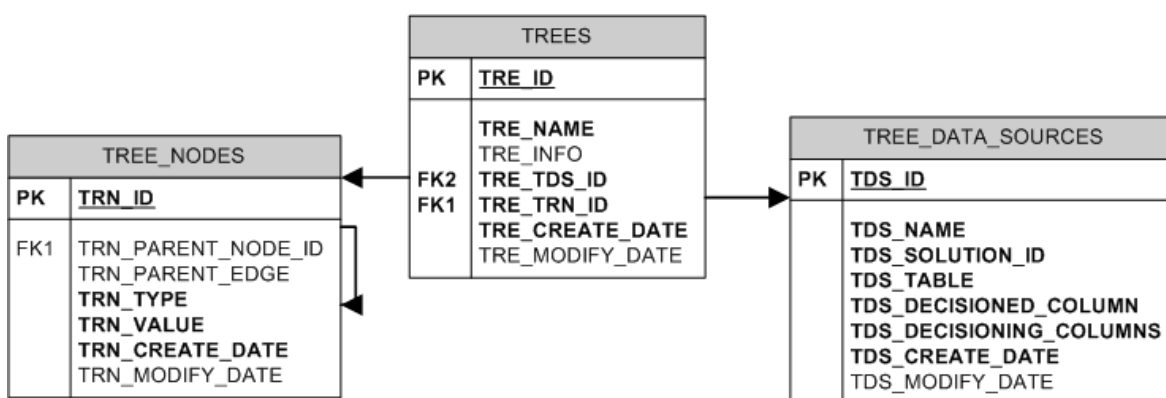 TREES
PK TRE_ID
TRE_NAME
TRE_INFO
FK2 TRE_TDS_ID
FK1 TRE_TRN_ID
TRE_CREATE_DATE
TRE_MODIFY_DATE
TREE_NODES
PK TRN_ID
FK1 TRN_PARENT_NODE_ID
TRN_PARENT_EDGE
TRN_TYPE
TRN_VALUE
TRN_CREATE_DATE
TRN_MODIFY_DATE
TREE_DATA_SOURCES
PK TDS_ID
TDS_NAME
TDS_SOLUTION_ID
TDS_TABLE
TDS_DECISIONED_COLUMN
TDS_DECISIONING_COLUMNS
TDS_CREATE_DATE
TDS_MODIFY_DATE